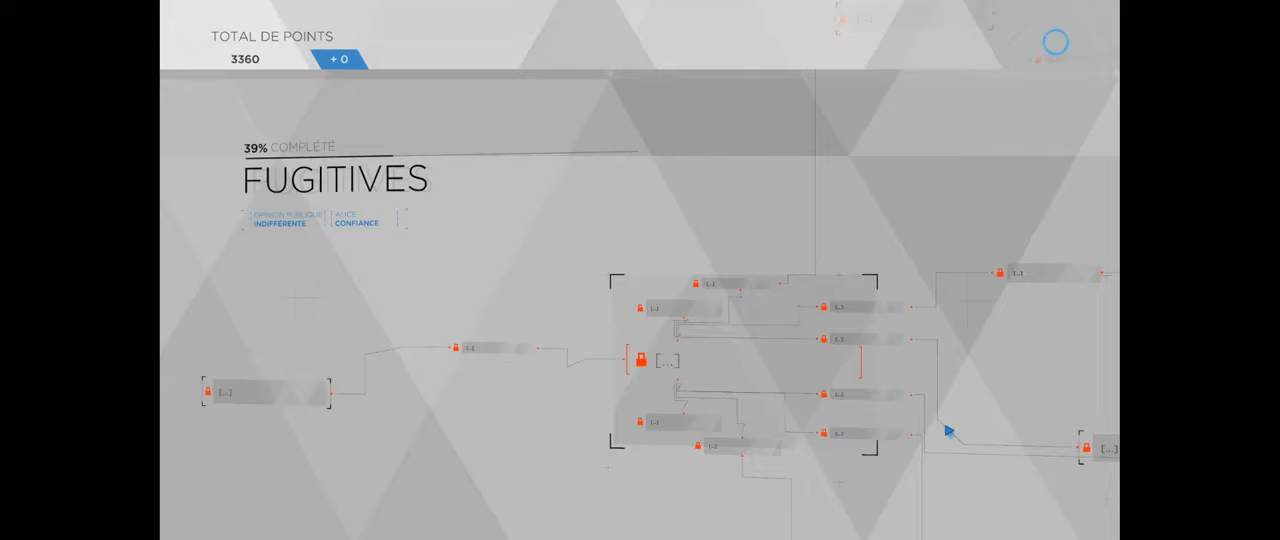 TOTAL DE POINTS
3360
+ 0
39% COMPLÉTÉ
FUGITIVES
OPINION PUBLIQUE
INDIFFÉRENTE
ALICE
CONFIANCE
[...]
[...]
[...]
[...]
[...]
[...]
[...]
[...]
[...]
[...]
[...]
[...]
[...]